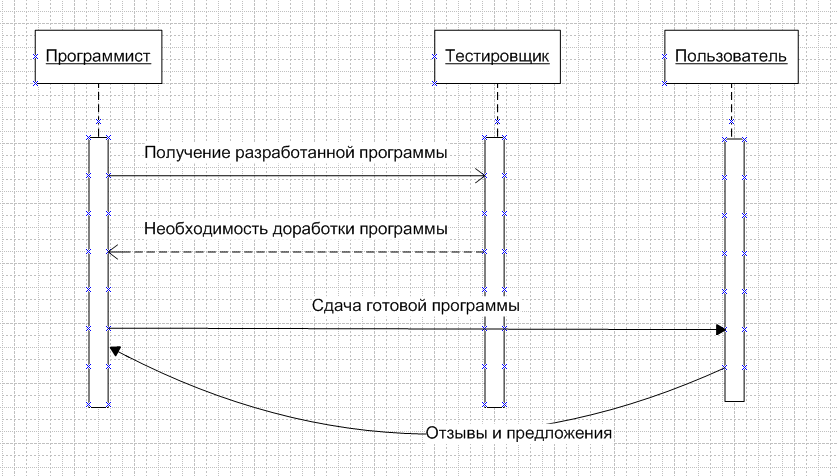 Программист
Тестировщик
Пользователь
Получение разработанной программы
Необходимость доработки программы
Сдача готовой программы
Отзывы и предложения